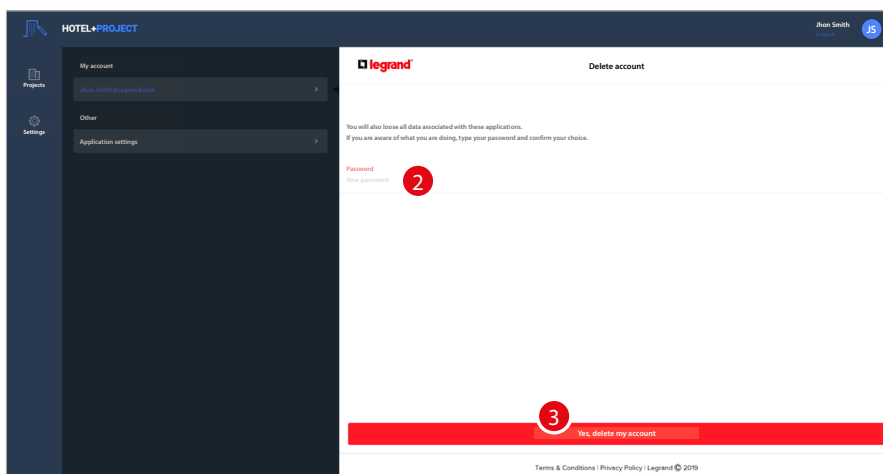 HOTEL+PROJECT
Jhon Smith
Logout
JS
Projects
Settings
My account
Jhon.Smith@Legrand.com
Other
Application settings
legrand
Delete account
You will also loose all data associated with these applications.
If you are aware of what you are doing, type your password and confirm your choice.
Password
Your password
2
3
Yes, delete my account
Terms & Conditions | Privacy Policy | Legrand © 2019